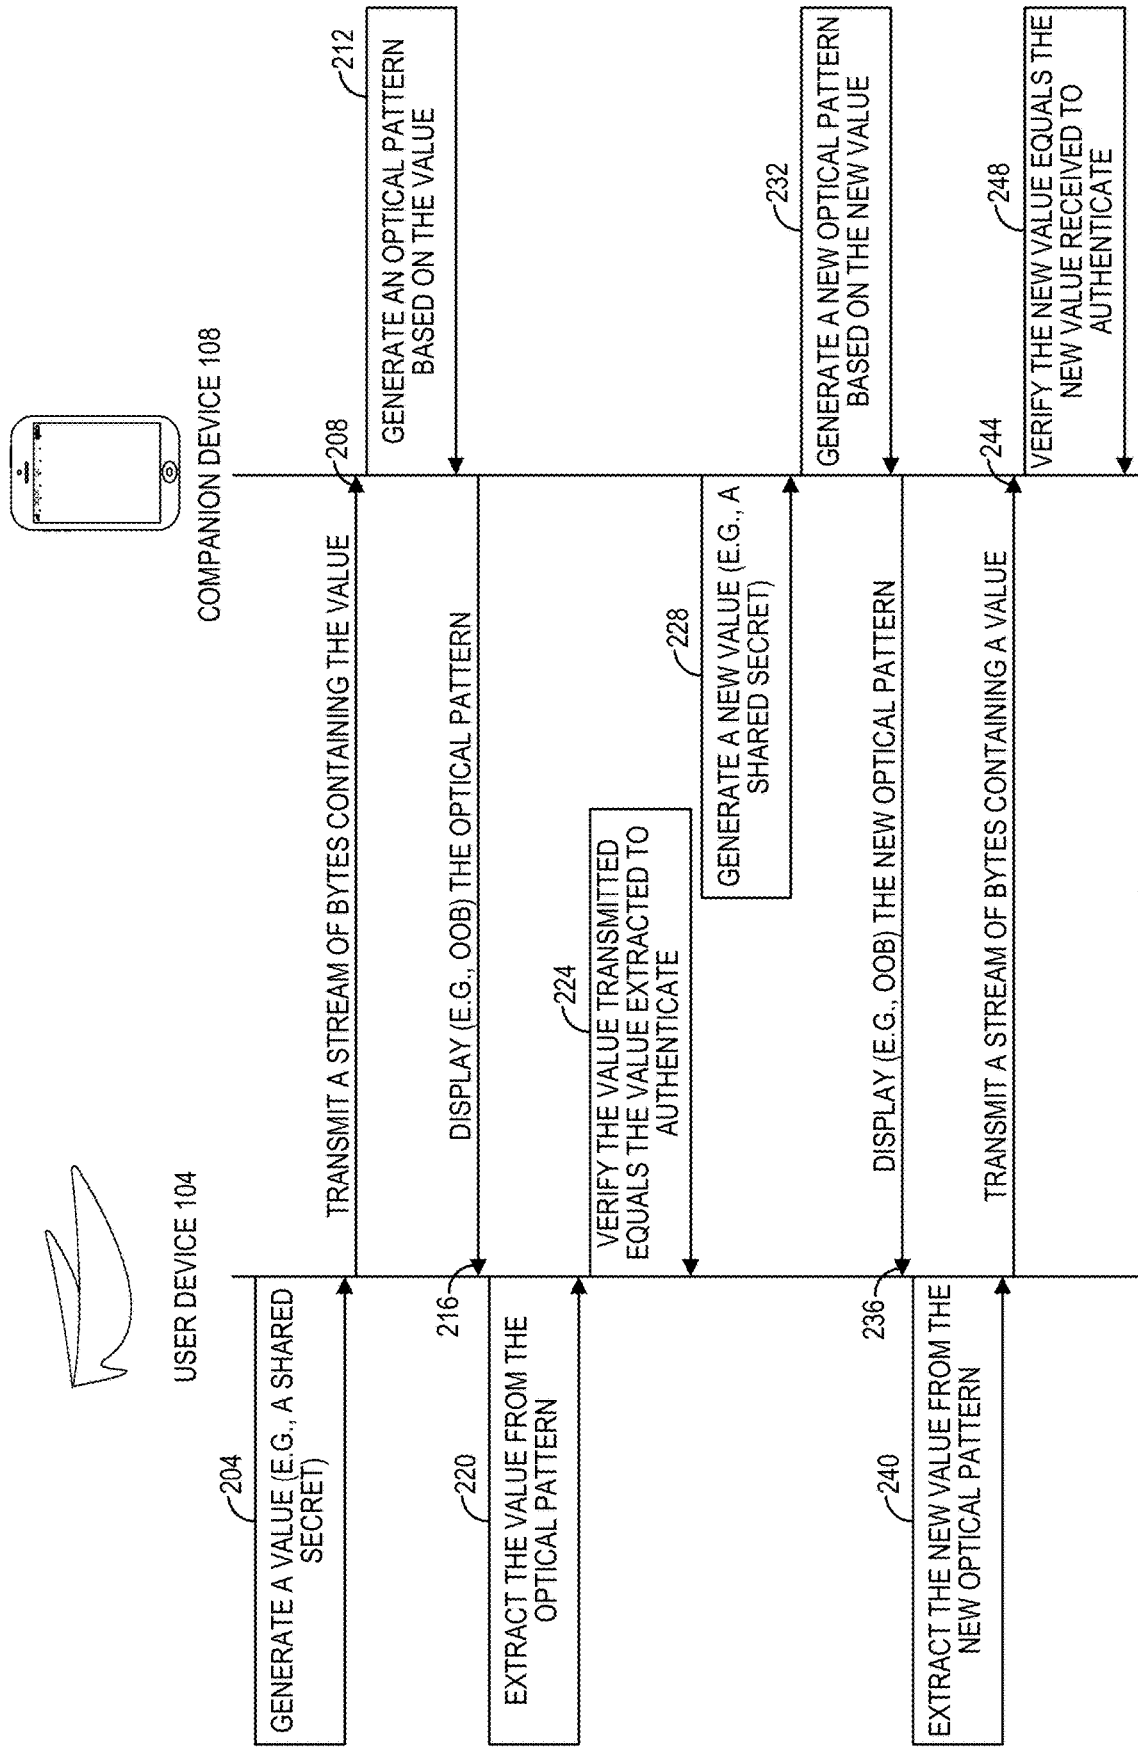 USER DEVICE 104
COMPANION DEVICE 108
204
GENERATE A VALUE (E.G., A SHARED
SECRET)
TRANSMIT A STREAM OF BYTES CONTAINING THE VALUE
208
212
GENERATE AN OPTICAL PATTERN
BASED ON THE VALUE
DISPLAY (E.G., OOB) THE OPTICAL PATTERN
216
220
EXTRACT THE VALUE FROM THE
OPTICAL PATTERN
224
VERIFY THE VALUE TRANSMITTED
EQUALS THE VALUE EXTRACTED TO
AUTHENTICATE
228
GENERATE A NEW VALUE (E.G., A
SHARED SECRET)
232
GENERATE A NEW OPTICAL PATTERN
BASED ON THE NEW VALUE
DISPLAY (E.G., OOB) THE NEW OPTICAL PATTERN
236
240
EXTRACT THE NEW VALUE FROM THE
NEW OPTICAL PATTERN
TRANSMIT A STREAM OF BYTES CONTAINING A VALUE
244
248
VERIFY THE NEW VALUE EQUALS THE
NEW VALUE RECEIVED TO
AUTHENTICATE